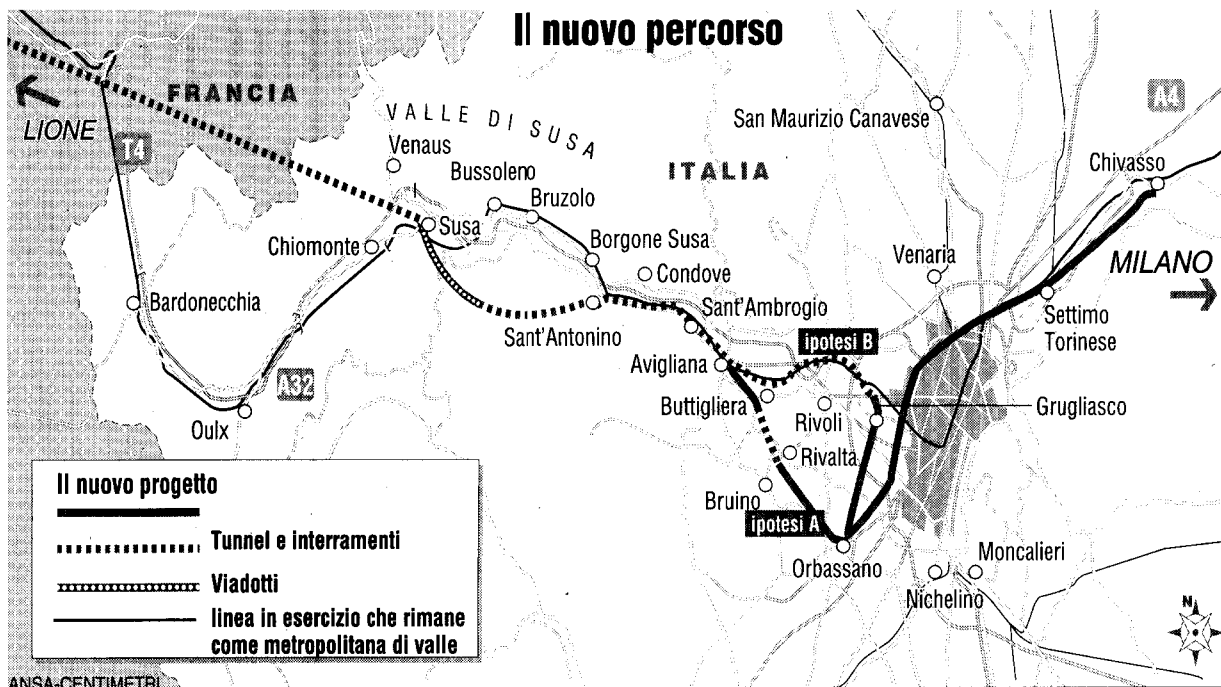 Il nuovo percorso
FRANCIA
LIONE
T4
VALLE DI SUSA
Venaus
Bussoleno
Bruzolo
ITALIA
San Maurizio Canavese
A4
Chivasso
Susa
Chiomonte
Borgone Susa
Condove
Venaria
MILANO
Bardonecchia
Sant'Antonino
Sant'Ambrogio
Settimo
Torinese
ipotesi B
Avigliana
A32
Buttigliera
Rivoli
Grugliasco
Oulx
Rivalta
Bruino
ipotesi A
Orbassano
Moncalieri
Nichelino
N
Il nuovo progetto
Tunnel e interramenti
Viadotti
linea in esercizio che rimane
come metropolitana di valle
ANSA-CENTIMETRI